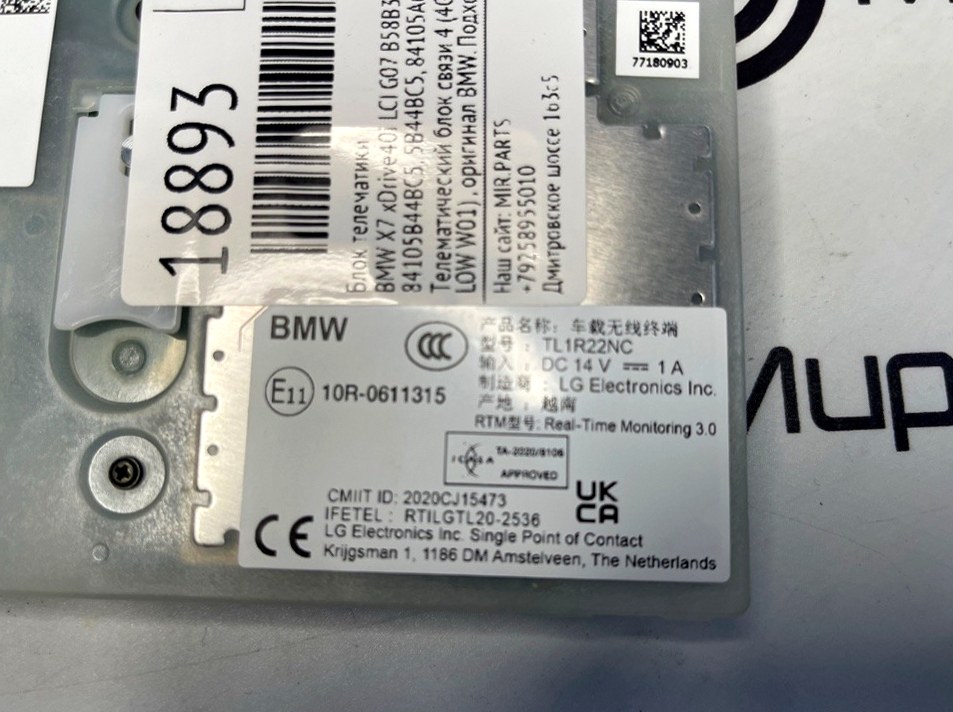 77180903
18893
Блок телематики
BMW X7 xDrive40i LCI G07 B58B3
84105B44BC5, 5B44BC5, 84105A
Телематический блок связи 4 (4G
LOW W01), оригинал BMW. Подхо
Наш сайт: MIR.PARTS
+79258955010
Дмитровское шоссе 163с5
BMW
CCC
E11 10R-0611315
产品名称: 车载无线终端
型号: TL1R22NC
输入: DC 14 V 1 A
制造商: LG Electronics Inc.
产地: 越南
RTM型号: Real-Time Monitoring 3.0
ICASA TA-2020/8106
APPROVED
UK
CA
CMIIT ID: 2020CJ15473
IFETEL: RTILGTL20-2536
CE
LG Electronics Inc. Single Point of Contact
Krijgsman 1, 1186 DM Amstelveen, The Netherlands
Мир